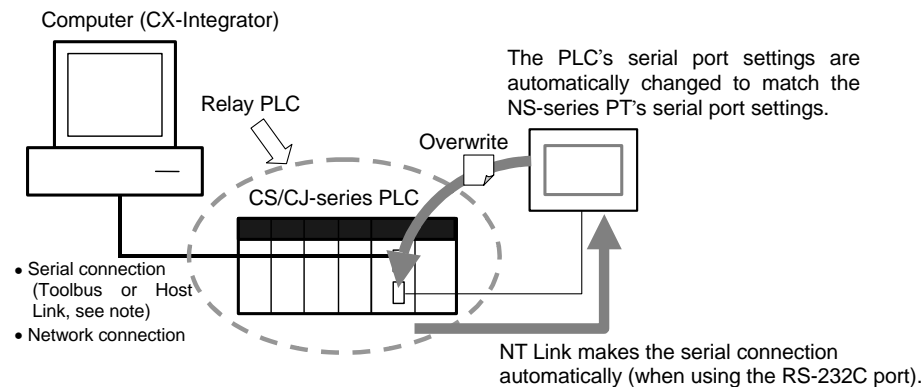 Computer (CX-Integrator)
The PLC's serial port settings are
automatically changed to match the
NS-series PT's serial port settings.
Relay PLC
Overwrite
CS/CJ-series PLC
• Serial connection
(Toolbus or Host
Link, see note)
• Network connection
NT Link makes the serial connection
automatically (when using the RS-232C port).